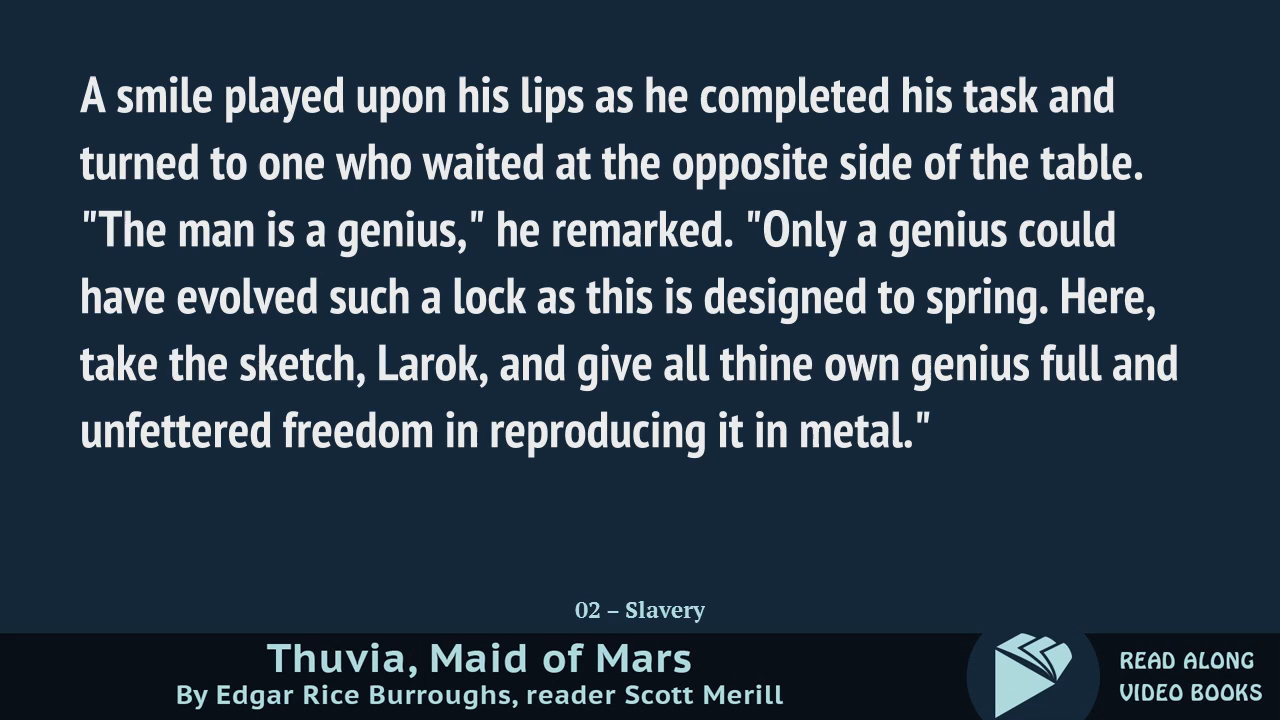 A smile played upon his lips as he completed his task and
turned to one who waited at the opposite side of the table.
"The man is a genius," he remarked. "Only a genius could
have evolved such a lock as this is designed to spring. Here,
take the sketch, Larok, and give all thine own genius full and
unfettered freedom in reproducing it in metal."
02 – Slavery
Thuvia, Maid of Mars
By Edgar Rice Burroughs, reader Scott Merill
READ ALONG
VIDEO BOOKS